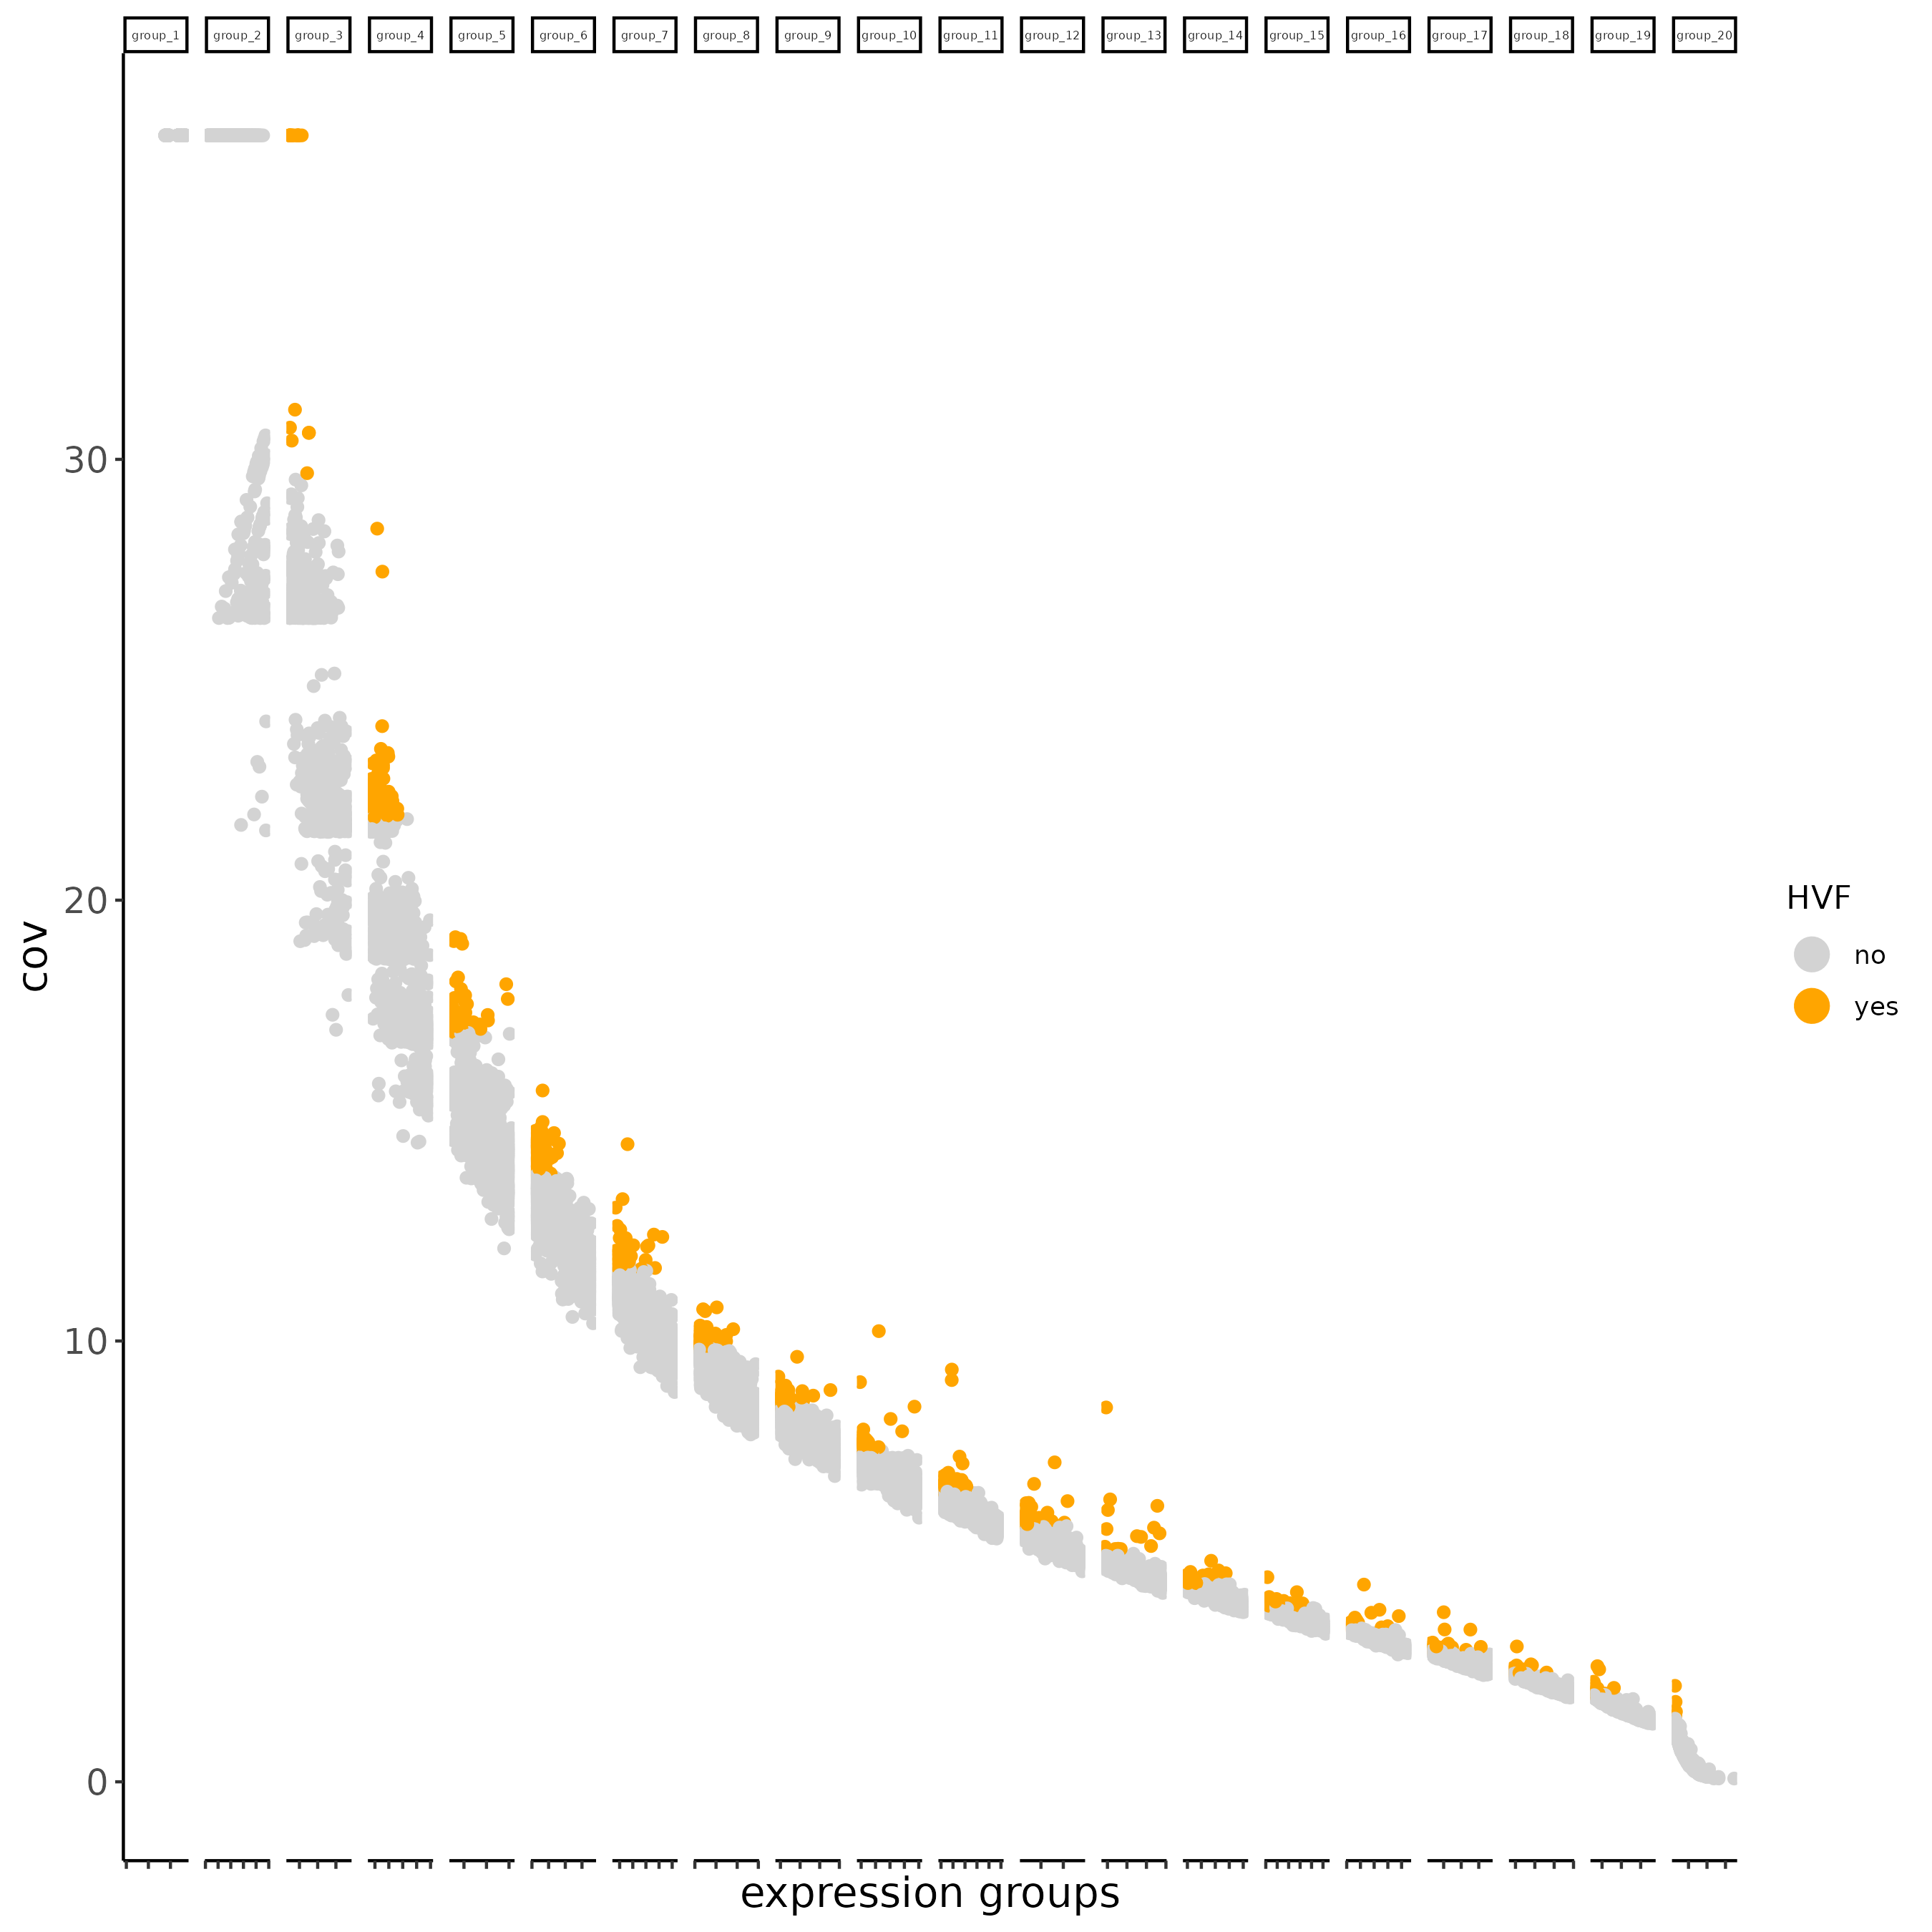 group_1 group_2 group_3 group_4 group_5 group_6 group_7 group_8 group_9 group_10 group_11 group_12 group_13 group_14 group_15 group_16 group_17 group_18 group_19 group_20
30
20
10
0
cov
expression groups
HVF
no
yes